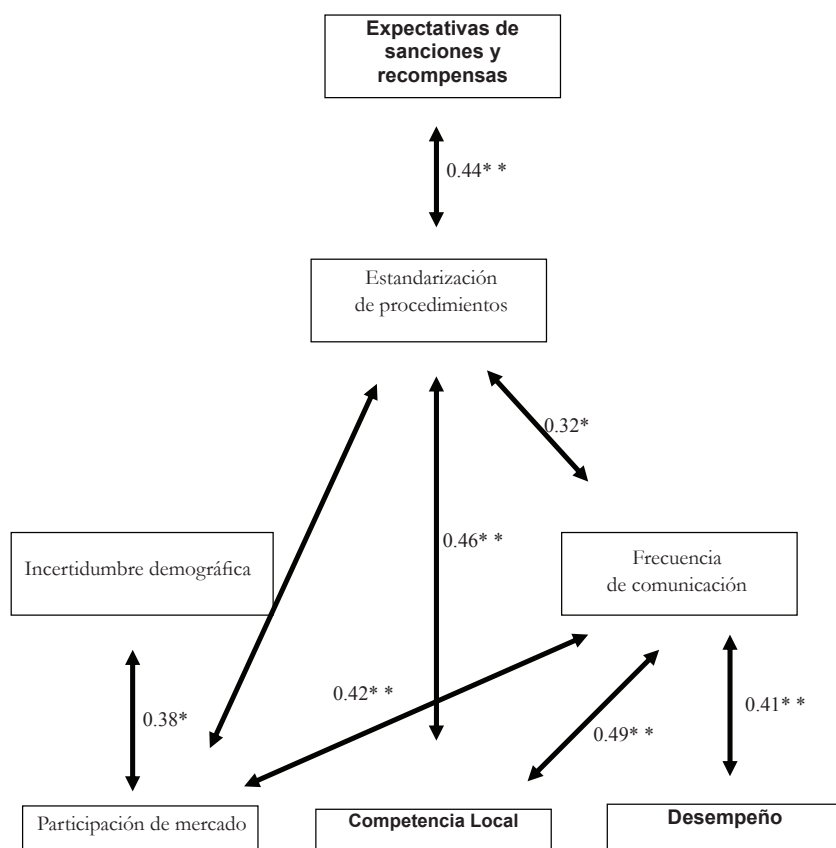 Expectativas de
sanciones y
recompensas
0.44* *
Estandarización
de procedimientos
0.32*
Incertidumbre demográfica
0.46* *
Frecuencia
de comunicación
0.38*
0.42* *
0.49* *
0.41* *
Participación de mercado
Competencia Local
Desempeño